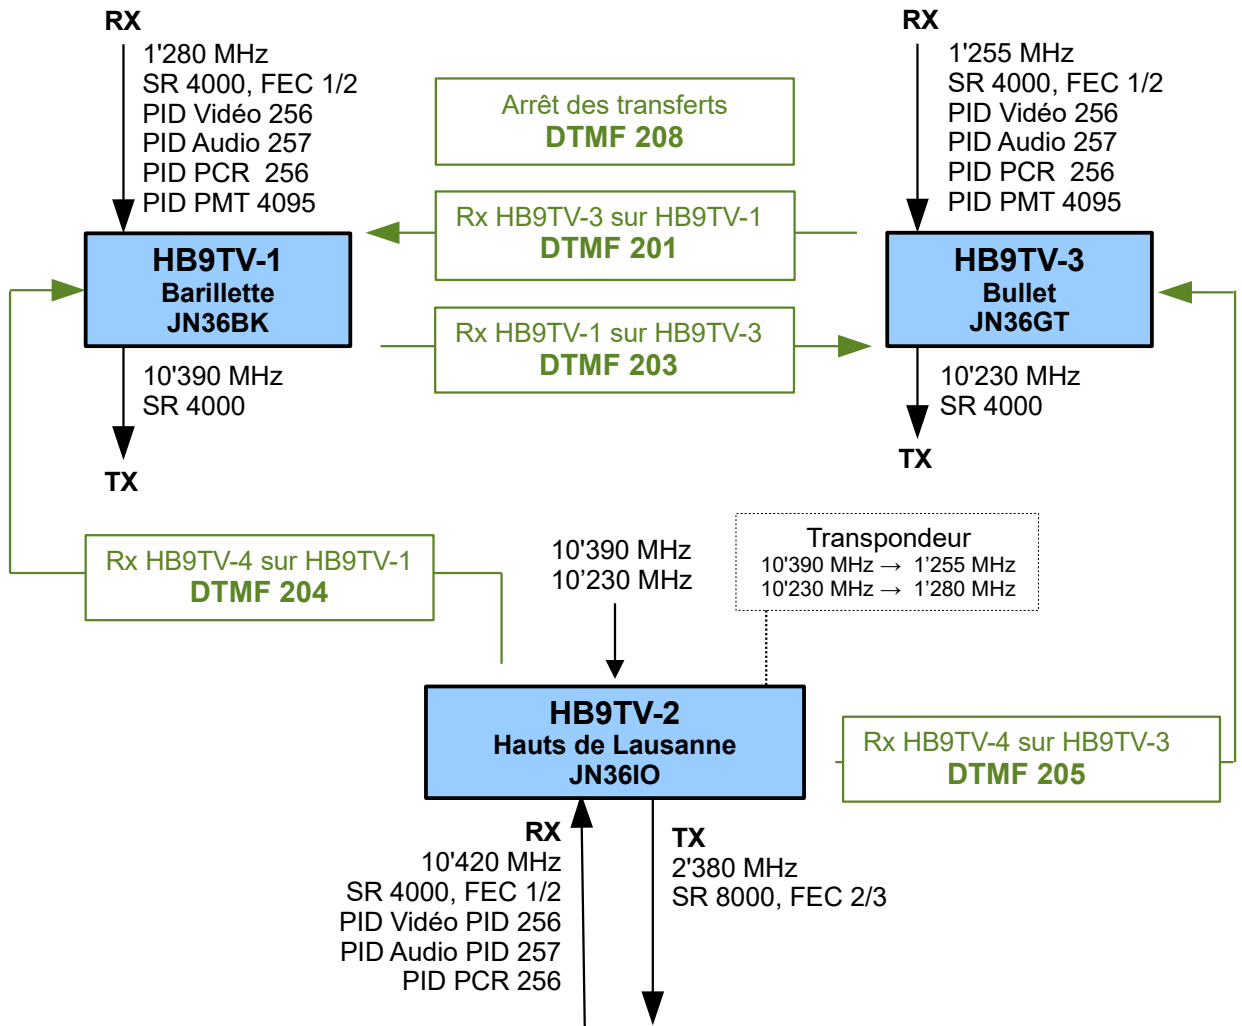 RX
1'280 MHz
SR 4000, FEC 1/2
PID Vidéo 256
PID Audio 257
PID PCR 256
PID PMT 4095
RX
1'255 MHz
SR 4000, FEC 1/2
PID Vidéo 256
PID Audio 257
PID PCR 256
PID PMT 4095
Arrêt des transferts
DTMF 208
Rx HB9TV-3 sur HB9TV-1
DTMF 201
Rx HB9TV-1 sur HB9TV-3
DTMF 203
HB9TV-1
Barillette
JN36BK
HB9TV-3
Bullet
JN36GT
10'390 MHz
SR 4000
TX
10'230 MHz
SR 4000
TX
Rx HB9TV-4 sur HB9TV-1
DTMF 204
10'390 MHz
10’230 MHz
Transpondeur
10'390 MHz → 1'255 MHz
10'230 MHz → 1’280 MHz
HB9TV-2
Hauts de Lausanne
JN36IO
Rx HB9TV-4 sur HB9TV-3
DTMF 205
RX
10'420 MHz
SR 4000, FEC 1/2
PID Vidéo PID 256
PID Audio PID 257
PID PCR 256
TX
2'380 MHz
SR 8000, FEC 2/3